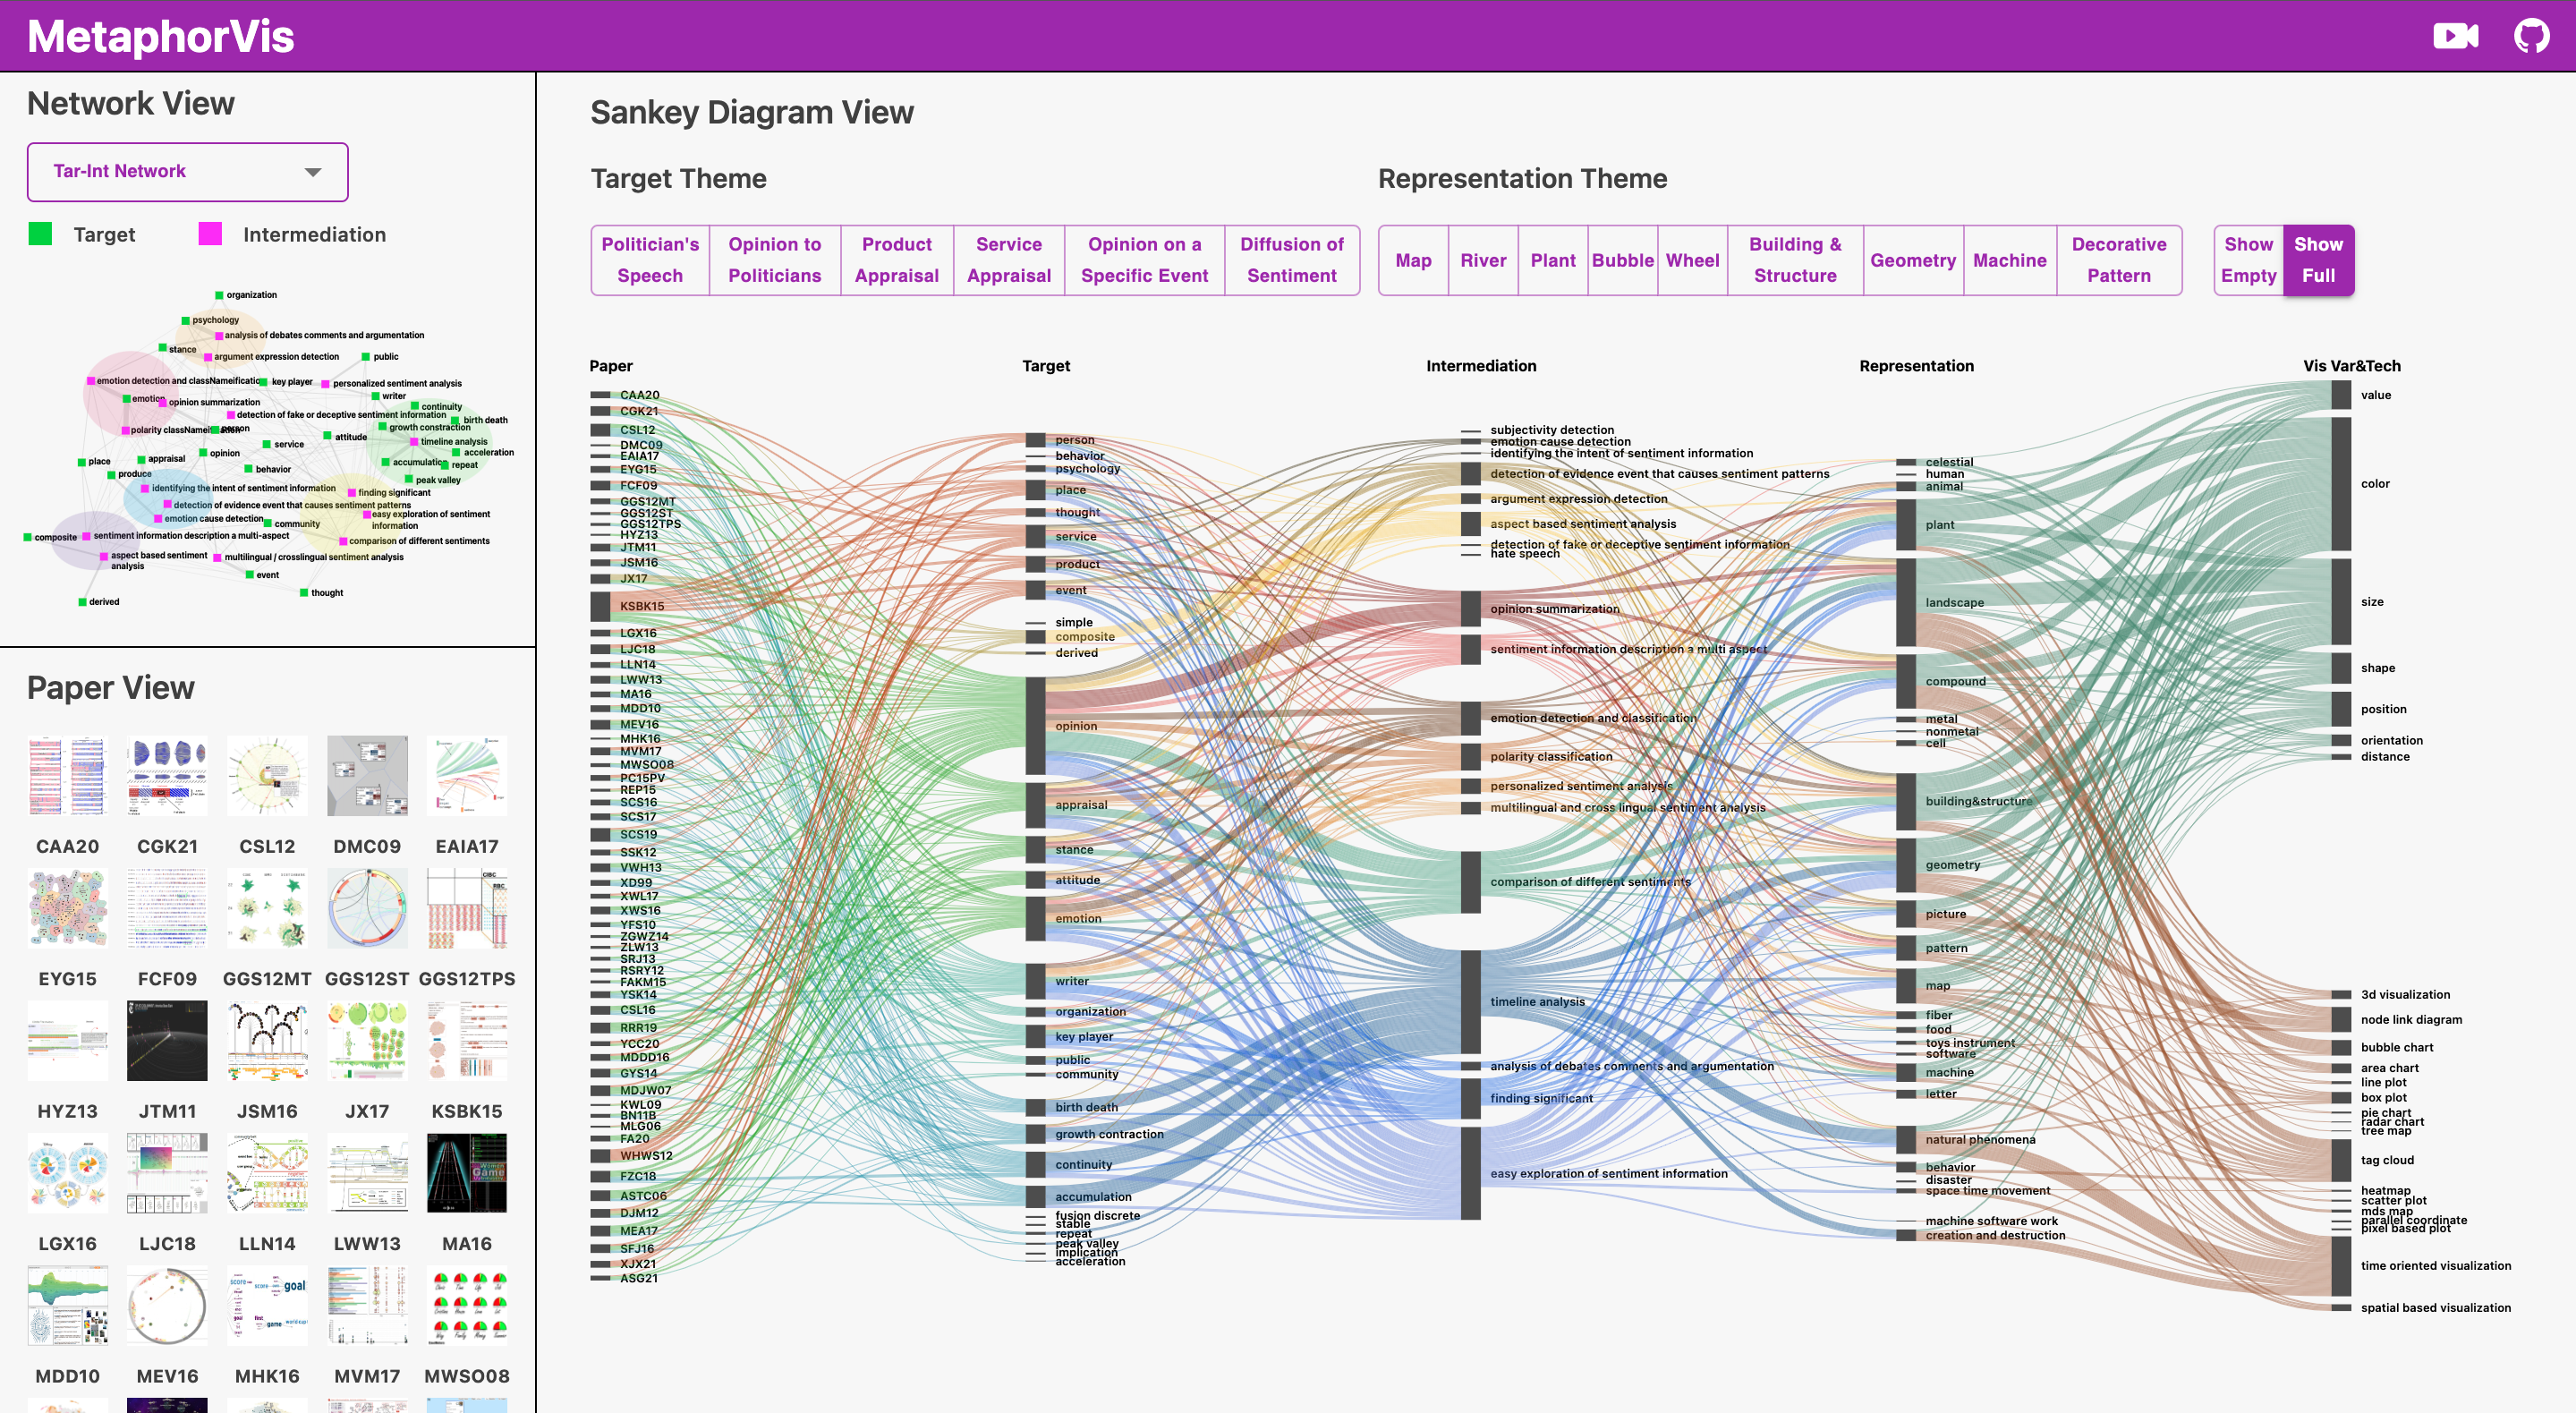 MetaphorVis
Network View
Tar-Int Network
Target
Intermediation
organization
psychology
analysis of debates comments and argumentation
stance
argument expression detection
public
emotion detection and classNameificatio
key player
personalized sentiment analysis
emotion
opinion summarization
writer
continuity
detection of fake or deceptive sentiment information
birth death
polarity classNameifi
person
growth constraction
service
attitude
timeline analysis
opinion
acceleration
place
appraisal
accumulation
repeat
produce
behavior
peak valley
identifying the intent of sentiment information
finding significant
detection of evidence event that causes sentiment patterns
emotion cause detection
community
easy exploration of sentiment
information
composite
sentiment information description a multi-aspect
comparison of different sentiments
aspect based sentiment
analysis
multilingual / crosslingual sentiment analysis
event
thought
derived
Paper View
CAA20
CGK21
CSL12
DMC09
EAIA17
EYG15
FCF09
GGS12MT
GGS12ST
GGS12TPS
HYZ13
JTM11
JSM16
JX17
KSBK15
LGX16
LJC18
LLN14
LWW13
MA16
MDD10
MEV16
MHK16
MVM17
MWSO08
Sankey Diagram View
Target Theme
Politician's
Speech
Opinion to
Politicians
Product
Appraisal
Service
Appraisal
Opinion on a
Specific Event
Diffusion of
Sentiment
Representation Theme
Map
River
Plant
Bubble
Wheel
Building &
Structure
Geometry
Machine
Decorative
Pattern
Show
Empty
Show
Full
Paper
CAA20
CGK21
CSL12
DMC09
EAIA17
EYG15
FCF09
GGS12MT
GGS12ST
GGS12TPS
HYZ13
JTM11
JSM16
JX17
KSBK15
LGX16
LJC18
LLN14
LWW13
MA16
MDD10
MEV16
MHK16
MVM17
MWSO08
PC15PV
REP15
SCS16
SCS17
SCS19
SSK12
VWH13
XD99
XWL17
XWS16
YFS10
ZGWZ14
ZLW13
SRJ13
RSRY12
FAKM15
YSK14
CSL16
RRR19
YCC20
MDDD16
GYS14
MDJW07
KWL09
BN11B
MLG06
FA20
WHWS12
FZC18
ASTC06
DJM12
MEA17
SFJ16
XJX21
ASG21
Target
person
behavior
psychology
place
thought
service
product
event
simple
composite
derived
opinion
appraisal
stance
attitude
emotion
writer
organization
key player
public
community
birth death
growth contraction
continuity
accumulation
fusion discrete
stable
repeat
peak valley
implication
acceleration
Intermediation
subjectivity detection
emotion cause detection
identifying the intent of sentiment information
detection of evidence event that causes sentiment patterns
argument expression detection
aspect based sentiment analysis
detection of fake or deceptive sentiment information
hate speech
opinion summarization
sentiment information description a multi aspect
emotion detection and classification
polarity classification
personalized sentiment analysis
multilingual and cross lingual sentiment analysis
comparison of different sentiments
timeline analysis
analysis of debates comments and argumentation
finding significant
easy exploration of sentiment information
Representation
celestial
human
animal
plant
landscape
compound
metal
nonmetal
cell
building&structure
geometry
picture
pattern
map
fiber
food
toys instrument
software
machine
letter
natural phenomena
behavior
disaster
space time movement
machine software work
creation and destruction
Vis Var&Tech
value
color
size
shape
position
orientation
distance
3d visualization
node link diagram
bubble chart
area chart
line plot
box plot
pie chart
radar chart
tree map
tag cloud
heatmap
scatter plot
mds map
parallel coordinate
pixel based plot
time oriented visualization
spatial based visualization